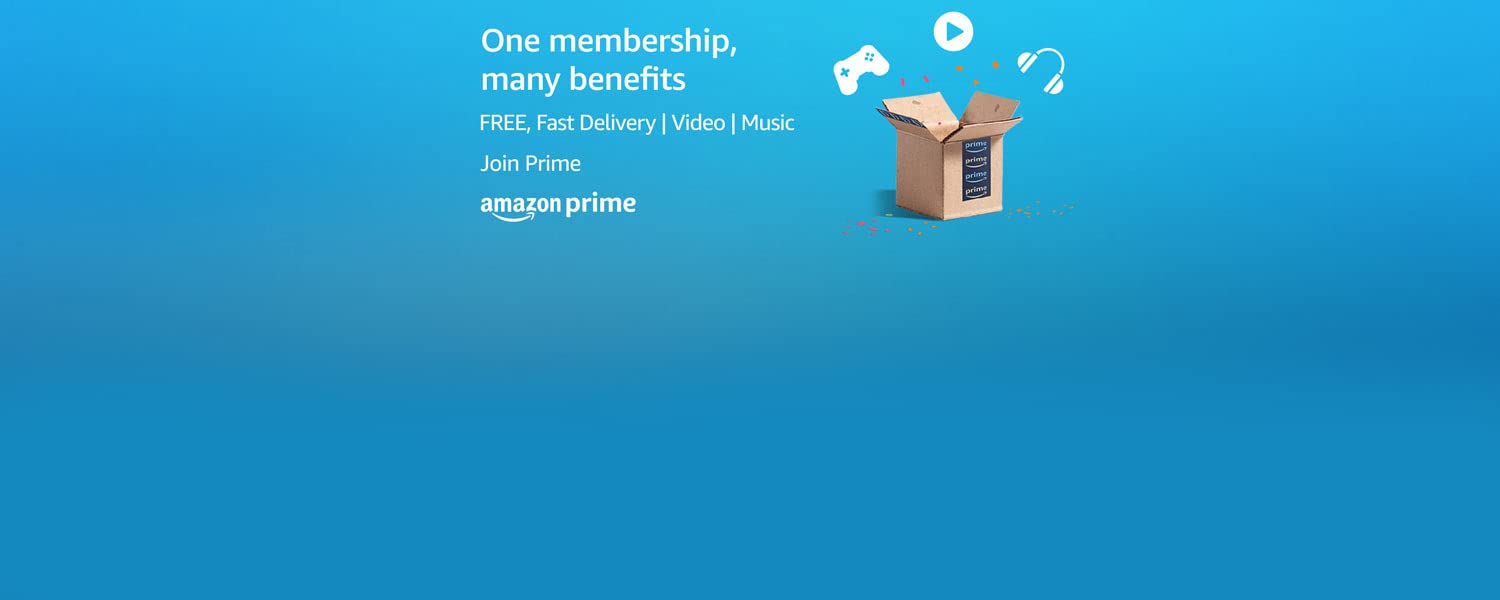 One membership,
many benefits
FREE, Fast Delivery | Video | Music
Join Prime
amazon prime
prime
prime
prime
prime